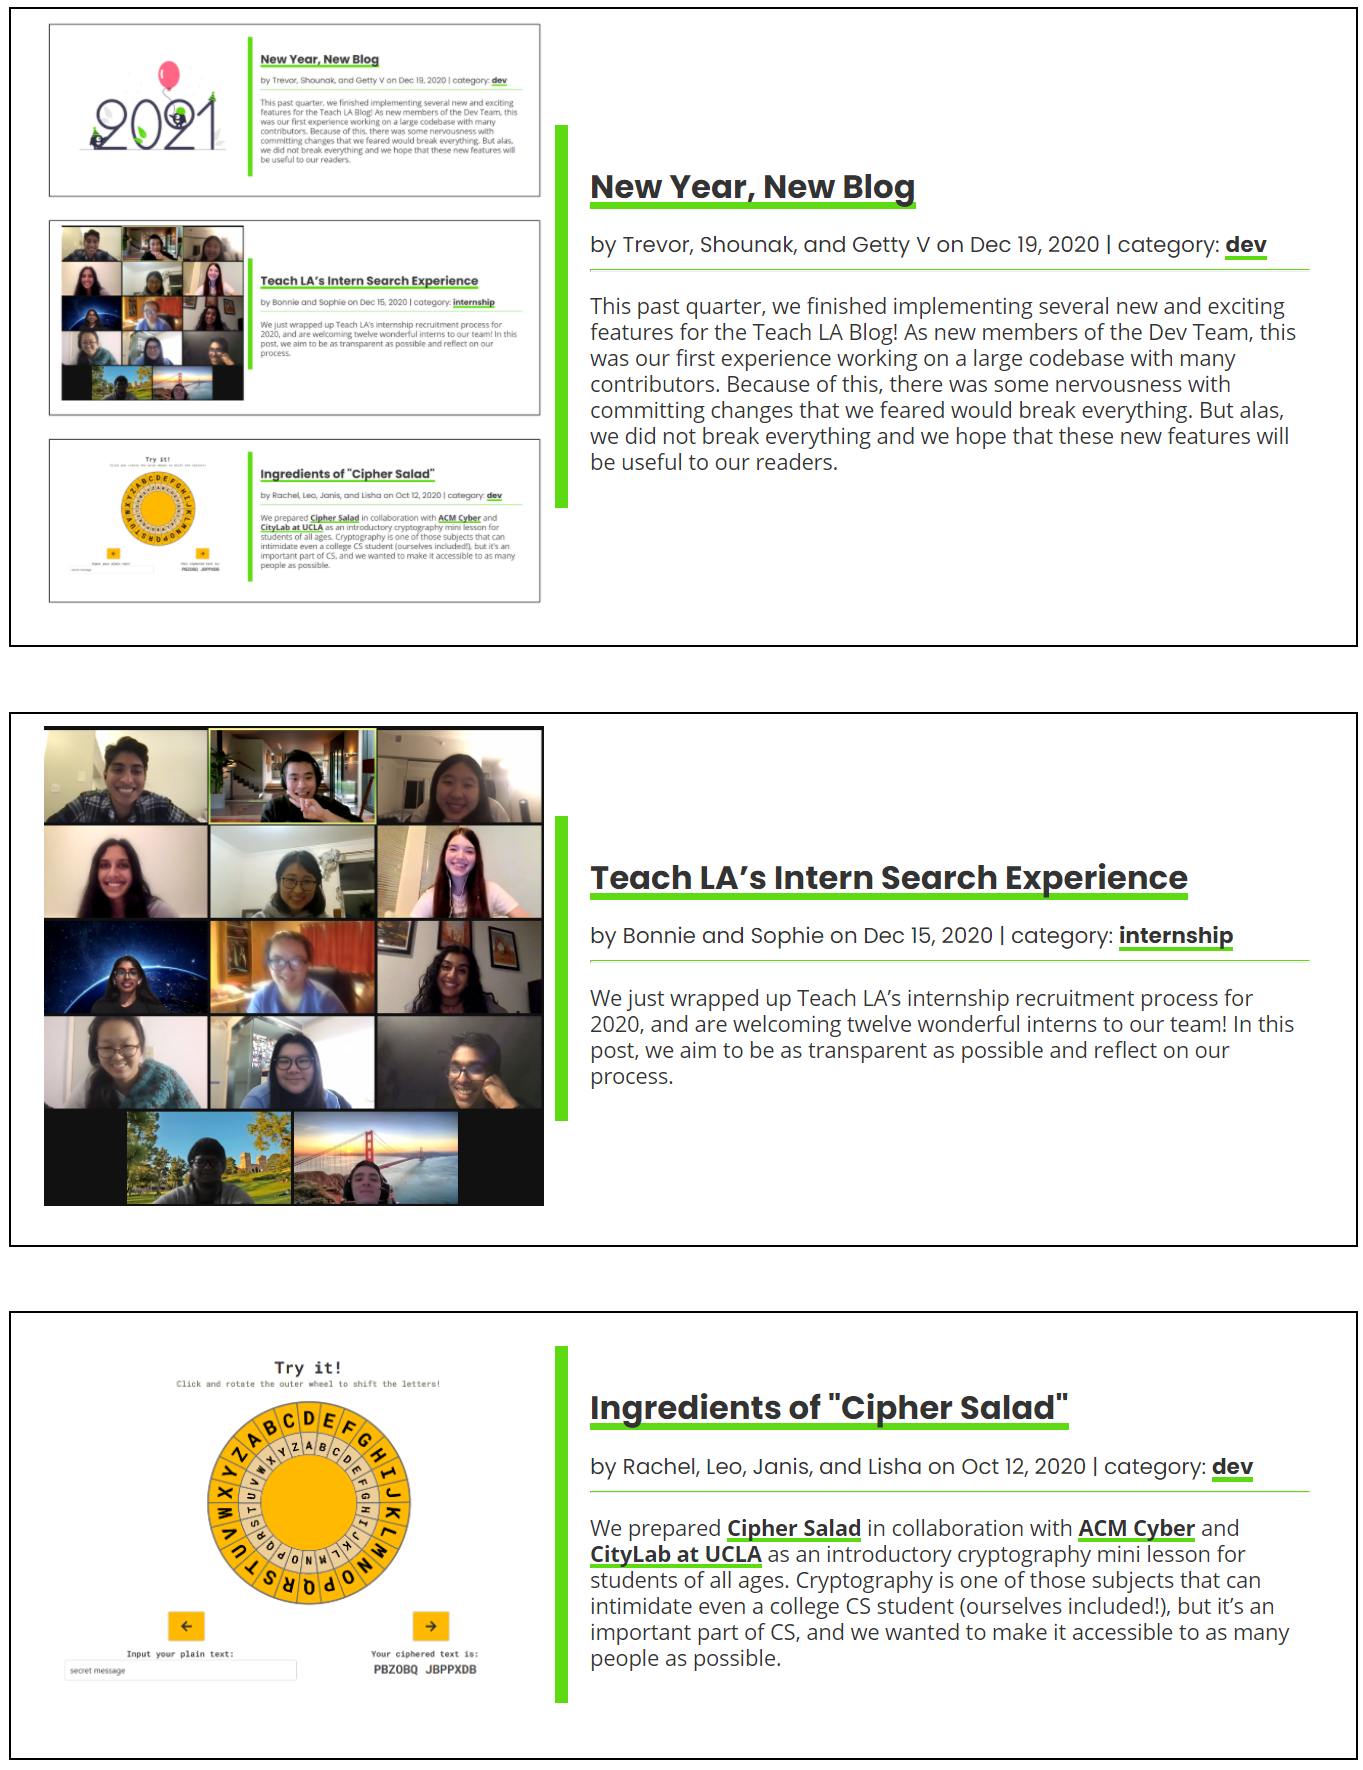 2021
New Year, New Blog
by Trevor, Shounak, and Getty V on Dec 19, 2020 | category: dev
This past quarter, we finished implementing several new and exciting
features for the Teach LA Blog! As new members of the Dev Team, this
was our first experience working on a large codebase with many
contributors. Because of this, there was some nervousness with
committing changes that we feared would break everything. But alas,
we did not break everything and we hope that these new features will
be useful to our readers.
Teach LA’s Intern Search Experience
by Bonnie and Sophie on Dec 15, 2020 | category: internship
We just wrapped up Teach LA’s internship recruitment process for
2020, and are welcoming twelve wonderful interns to our team! In this
post, we aim to be as transparent as possible and reflect on our
process.
Try it!
Click and rotate the outer wheel to shift the letters!
A B C D E F G H I J K L M N O P Q R S T U V W X Y Z
A B C D E F G H I J K L M N O P Q R S T U V W X Y Z
Input your plain text:
secret message
Your ciphered text is:
PBZOBQ JBPPXDB
Ingredients of "Cipher Salad"
by Rachel, Leo, Janis, and Lisha on Oct 12, 2020 | category: dev
We prepared Cipher Salad in collaboration with ACM Cyber and
CityLab at UCLA as an introductory cryptography mini lesson for
students of all ages. Cryptography is one of those subjects that can
intimidate even a college CS student (ourselves included!), but it's an
important part of CS, and we wanted to make it accessible to as many
people as possible.
New Year, New Blog
by Trevor, Shounak, and Getty V on Dec 19, 2020 | category: dev
This past quarter, we finished implementing several new and exciting
features for the Teach LA Blog! As new members of the Dev Team, this
was our first experience working on a large codebase with many
contributors. Because of this, there was some nervousness with
committing changes that we feared would break everything. But alas,
we did not break everything and we hope that these new features will
be useful to our readers.
Teach LA’s Intern Search Experience
by Bonnie and Sophie on Dec 15, 2020 | category: internship
We just wrapped up Teach LA’s internship recruitment process for
2020, and are welcoming twelve wonderful interns to our team! In this
post, we aim to be as transparent as possible and reflect on our
process.
Try it!
Click and rotate the outer wheel to shift the letters!
A B C D E F G H I J K L M N O P Q R S T U V W X Y Z
A B C D E F G H I J K L M N O P Q R S T U V W X Y Z
Input your plain text:
secret message
Your ciphered text is:
PBZOBQ JBPPXDB
Ingredients of "Cipher Salad"
by Rachel, Leo, Janis, and Lisha on Oct 12, 2020 | category: dev
We prepared Cipher Salad in collaboration with ACM Cyber and
CityLab at UCLA as an introductory cryptography mini lesson for
students of all ages. Cryptography is one of those subjects that can
intimidate even a college CS student (ourselves included!), but it’s an
important part of CS, and we wanted to make it accessible to as many
people as possible.